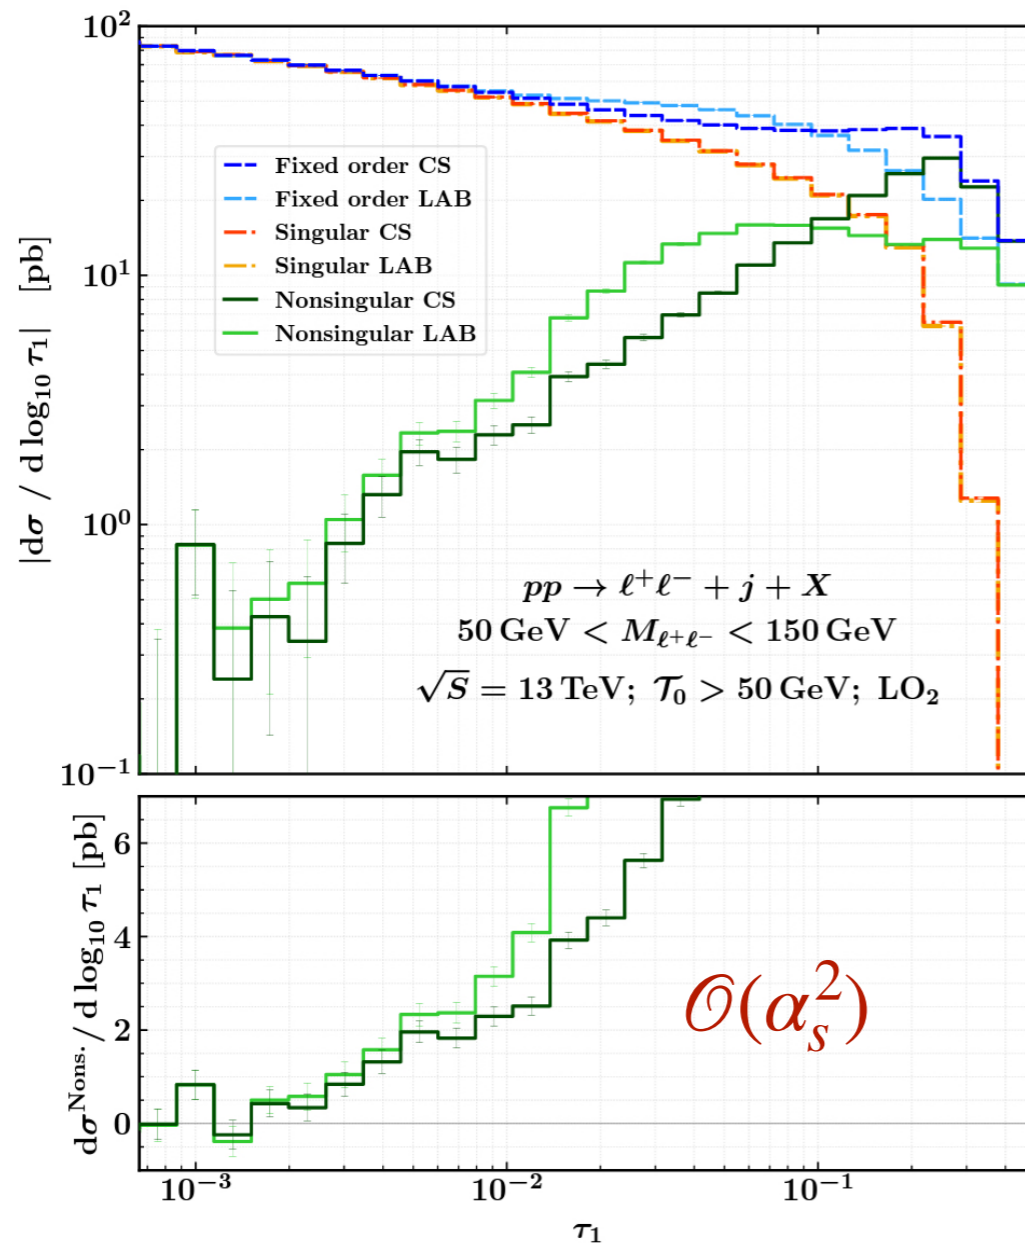 10²
|dσ / d log₁₀ τ₁| [pb]
Fixed order CS
Fixed order LAB
Singular CS
Singular LAB
Nonsingular CS
Nonsingular LAB
10¹
10⁰
pp → ℓ⁺ℓ⁻ + j + X
50 GeV < M_{ℓ⁺ℓ⁻} < 150 GeV
√S = 13 TeV; 𝒯₀ > 50 GeV; LO₂
10⁻¹
dσ^{Nons.} / d log₁₀ τ₁ [pb]
6
4
𝒪(α_s²)
2
0
10⁻³ 10⁻² 10⁻¹
τ₁